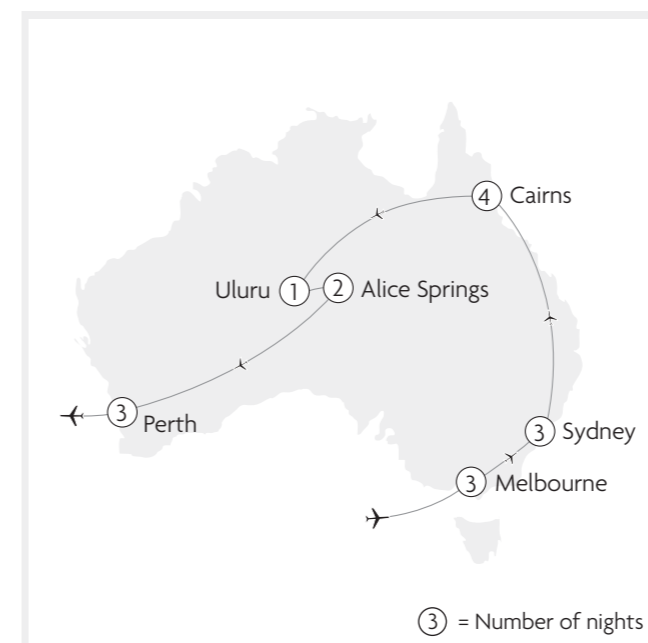 4 Cairns
Uluru 1 2 Alice Springs
3 Perth
3 Sydney
3 Melbourne
3 = Number of nights